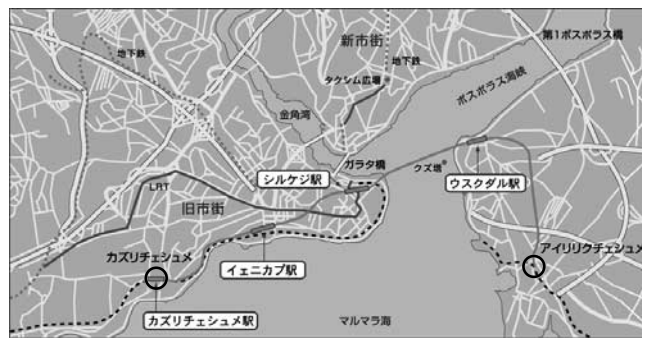 新市街
第1ボスポラス橋
地下鉄
地下鉄
タクシム広場
ボスポラス海峡
金角湾
ガラタ橋
クズ塔
シルケジ駅
ウスクダル駅
LRT
旧市街
カズリチェシュメ
イェニカプ駅
アイリリクチェシュメ
カズリチェシュメ駅
マルマラ海